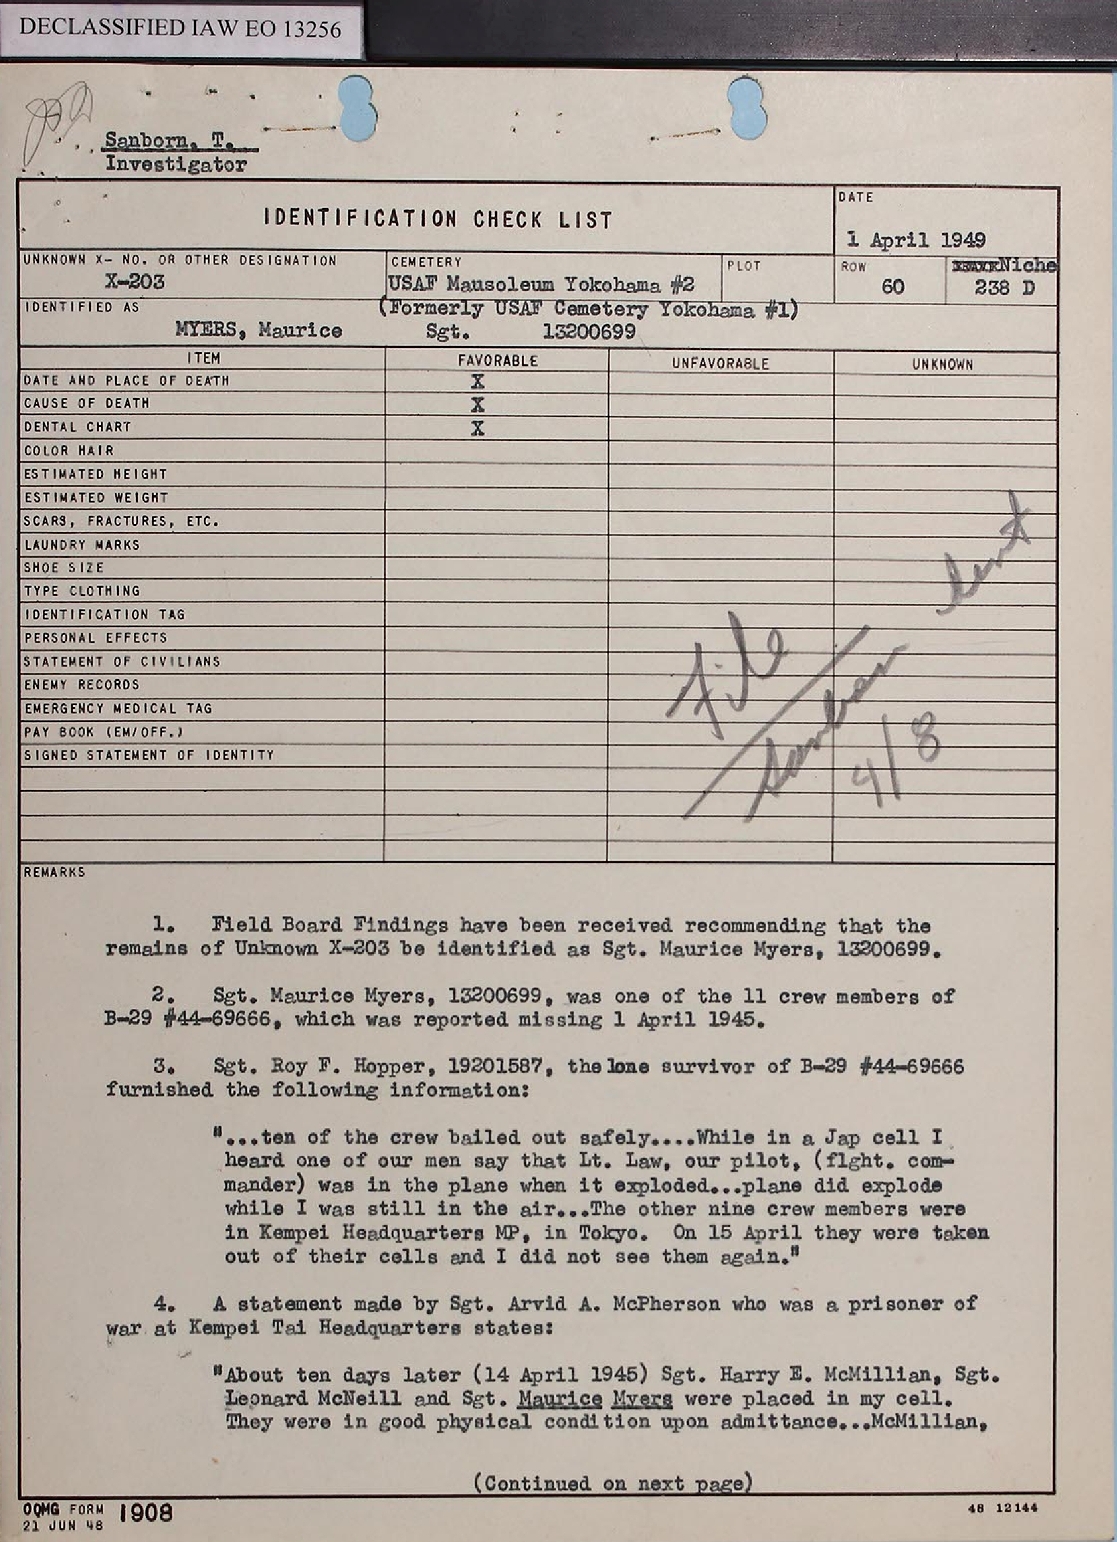 DECLASSIFIED IAW EO 13256
Sanborn, T.
Investigator
IDENTIFICATION CHECK LIST
DATE
1 April 1949
UNKNOWN X- NO. OR OTHER DESIGNATION
X-203
CEMETERY
USAF Mausoleum Yokohama #2
(Formerly USAF Cemetery Yokohama #1)
PLOT
ROW
60
Niche
238 D
IDENTIFIED AS
MYERS, Maurice Sgt. 13200699
ITEM FAVORABLE UNFAVORABLE UNKNOWN
DATE AND PLACE OF DEATH X
CAUSE OF DEATH X
DENTAL CHART X
COLOR HAIR
ESTIMATED HEIGHT
ESTIMATED WEIGHT
SCARS, FRACTURES, ETC.
LAUNDRY MARKS
SHOE SIZE
TYPE CLOTHING
IDENTIFICATION TAG
PERSONAL EFFECTS
STATEMENT OF CIVILIANS
ENEMY RECORDS
EMERGENCY MEDICAL TAG
PAY BOOK (EM/OFF.)
SIGNED STATEMENT OF IDENTITY
File
4/8
REMARKS
1. Field Board Findings have been received recommending that the
remains of Unknown X-203 be identified as Sgt. Maurice Myers, 13200699.
2. Sgt. Maurice Myers, 13200699, was one of the 11 crew members of
B-29 #44-69666, which was reported missing 1 April 1945.
3. Sgt. Roy F. Hopper, 19201587, the lone survivor of B-29 #44-69666
furnished the following information:
"...ten of the crew bailed out safely....While in a Jap cell I
heard one of our men say that Lt. Law, our pilot, (flght. com-
mander) was in the plane when it exploded...plane did explode
while I was still in the air...The other nine crew members were
in Kempei Headquarters MP, in Tokyo. On 15 April they were taken
out of their cells and I did not see them again."
4. A statement made by Sgt. Arvid A. McPherson who was a prisoner of
war at Kempei Tai Headquarters states:
"About ten days later (14 April 1945) Sgt. Harry E. McMillian, Sgt.
Leonard McNeill and Sgt. Maurice Myers were placed in my cell.
They were in good physical condition upon admittance...McMillian,
(Continued on next page)
OQMG FORM 1908
21 JUN 48
48 12144